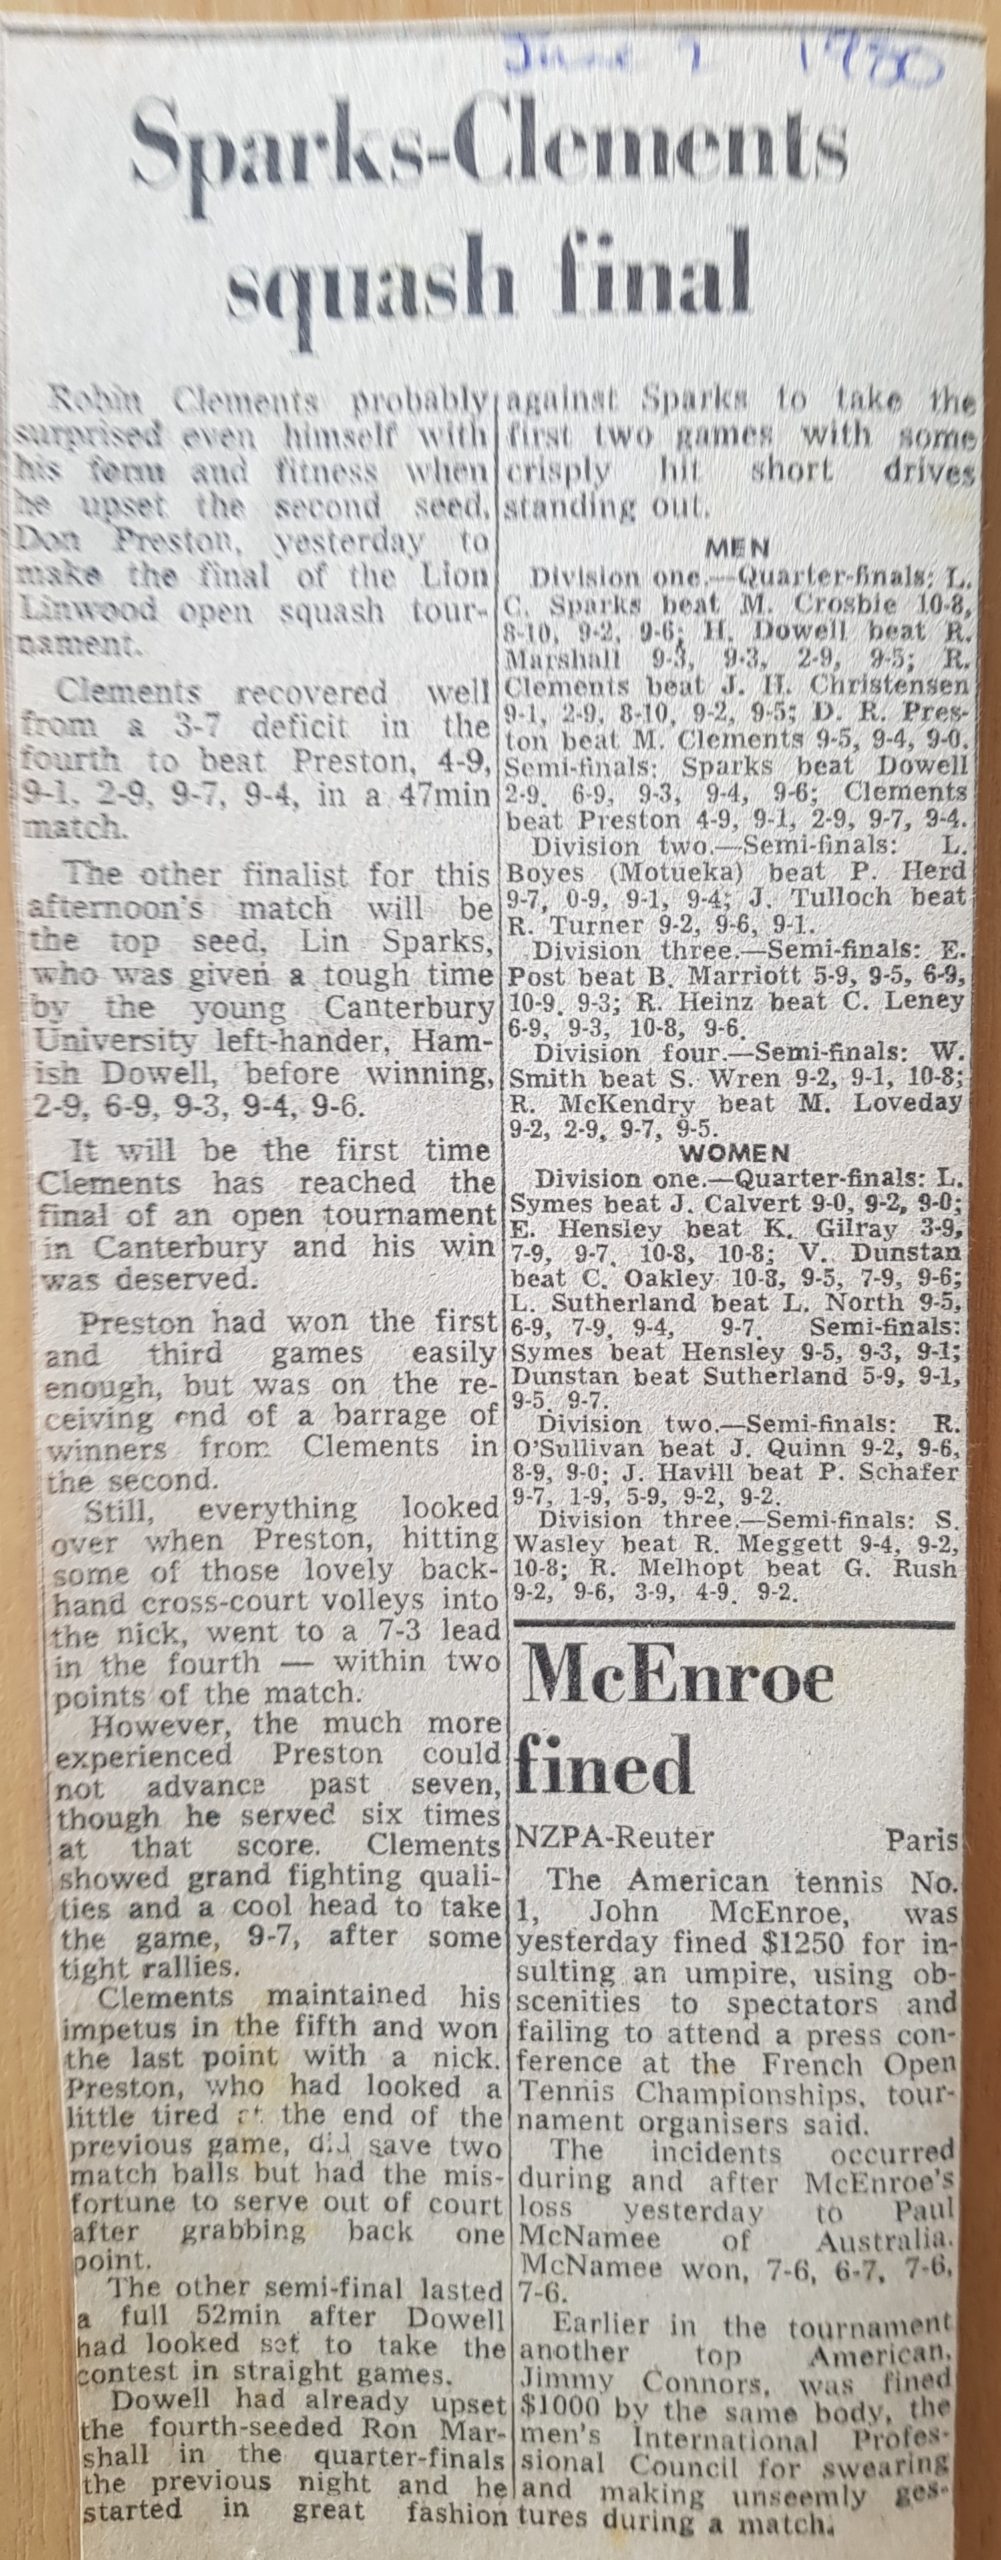 June 1 1980
Sparks-Clements
squash final
Robin Clements probably
surprised even himself with
his form and fitness when
he upset the second seed,
Don Preston, yesterday to
make the final of the Lion
Linwood open squash tour-
nament.
Clements recovered well
from a 3-7 deficit in the
fourth to beat Preston, 4-9,
9-1, 2-9, 9-7, 9-4, in a 47min
match.
The other finalist for this
afternoon's match will be
the top seed, Lin Sparks,
who was given a tough time
by the young Canterbury
University left-hander, Ham-
ish Dowell, before winning,
2-9, 6-9, 9-3, 9-4, 9-6.
It will be the first time
Clements has reached the
final of an open tournament
in Canterbury and his win
was deserved.
Preston had won the first
and third games easily
enough, but was on the re-
ceiving end of a barrage of
winners from Clements in
the second.
Still, everything looked
over when Preston, hitting
some of those lovely back-
hand cross-court volleys into
the nick, went to a 7-3 lead
in the fourth — within two
points of the match.
However, the much more
experienced Preston could
not advance past seven,
though he served six times
at that score. Clements
showed grand fighting quali-
ties and a cool head to take
the game, 9-7, after some
tight rallies.
Clements maintained his
impetus in the fifth and won
the last point with a nick.
Preston, who had looked a
little tired at the end of the
previous game, did save two
match balls but had the mis-
fortune to serve out of court
after grabbing back one
point.
The other semi-final lasted
a full 52min after Dowell
had looked set to take the
contest in straight games.
Dowell had already upset
the fourth-seeded Ron Mar-
shall in the quarter-finals
the previous night and he
started in great fashion
against Sparks to take the
first two games with some
crisply hit short drives
standing out.
MEN
Division one.—Quarter-finals: L.
C. Sparks beat M. Crosbie 10-8,
8-10, 9-2, 9-6; H. Dowell beat R.
Marshall 9-3, 9-3, 2-9, 9-5; R.
Clements beat J. H. Christensen
9-1, 2-9, 8-10, 9-2, 9-5; D. R. Pres-
ton beat M. Clements 9-5, 9-4, 9-0.
Semi-finals: Sparks beat Dowell
2-9, 6-9, 9-3, 9-4, 9-6; Clements
beat Preston 4-9, 9-1, 2-9, 9-7, 9-4.
Division two.—Semi-finals: L.
Boyes (Motueka) beat P. Herd
9-7, 0-9, 9-1, 9-4; J. Tulloch beat
R. Turner 9-2, 9-6, 9-1.
Division three.—Semi-finals: E.
Post beat B. Marriott 5-9, 9-5, 6-9,
10-9, 9-3; R. Heinz beat C. Leney
6-9, 9-3, 10-8, 9-6.
Division four.—Semi-finals: W.
Smith beat S. Wren 9-2, 9-1, 10-8;
R. McKendry beat M. Loveday
9-2, 2-9, 9-7, 9-5.
WOMEN
Division one.—Quarter-finals: L.
Symes beat J. Calvert 9-0, 9-2, 9-0;
E. Hensley beat K. Gilray 3-9,
7-9, 9-7, 10-8, 10-8; V. Dunstan
beat C. Oakley 10-8, 9-5, 7-9, 9-6;
L. Sutherland beat L. North 9-5,
6-9, 7-9, 9-4, 9-7. Semi-finals:
Symes beat Hensley 9-5, 9-3, 9-1;
Dunstan beat Sutherland 5-9, 9-1,
9-5, 9-7.
Division two.—Semi-finals: R.
O'Sullivan beat J. Quinn 9-2, 9-6,
8-9, 9-0; J. Havill beat P. Schafer
9-7, 1-9, 5-9, 9-2, 9-2.
Division three.—Semi-finals: S.
Wasley beat R. Meggett 9-4, 9-2,
10-8; R. Melhopt beat G. Rush
9-2, 9-6, 3-9, 4-9, 9-2.
McEnroe
fined
NZPA-Reuter Paris
The American tennis No.
1, John McEnroe, was
yesterday fined $1250 for in-
sulting an umpire, using ob-
scenities to spectators and
failing to attend a press con-
ference at the French Open
Tennis Championships, tour-
nament organisers said.
The incidents occurred
during and after McEnroe's
loss yesterday to Paul
McNamee of Australia.
McNamee won, 7-6, 6-7, 7-6,
7-6.
Earlier in the tournament
another top American,
Jimmy Connors, was fined
$1000 by the same body, the
men's International Profes-
sional Council for swearing
and making unseemly ges-
tures during a match.